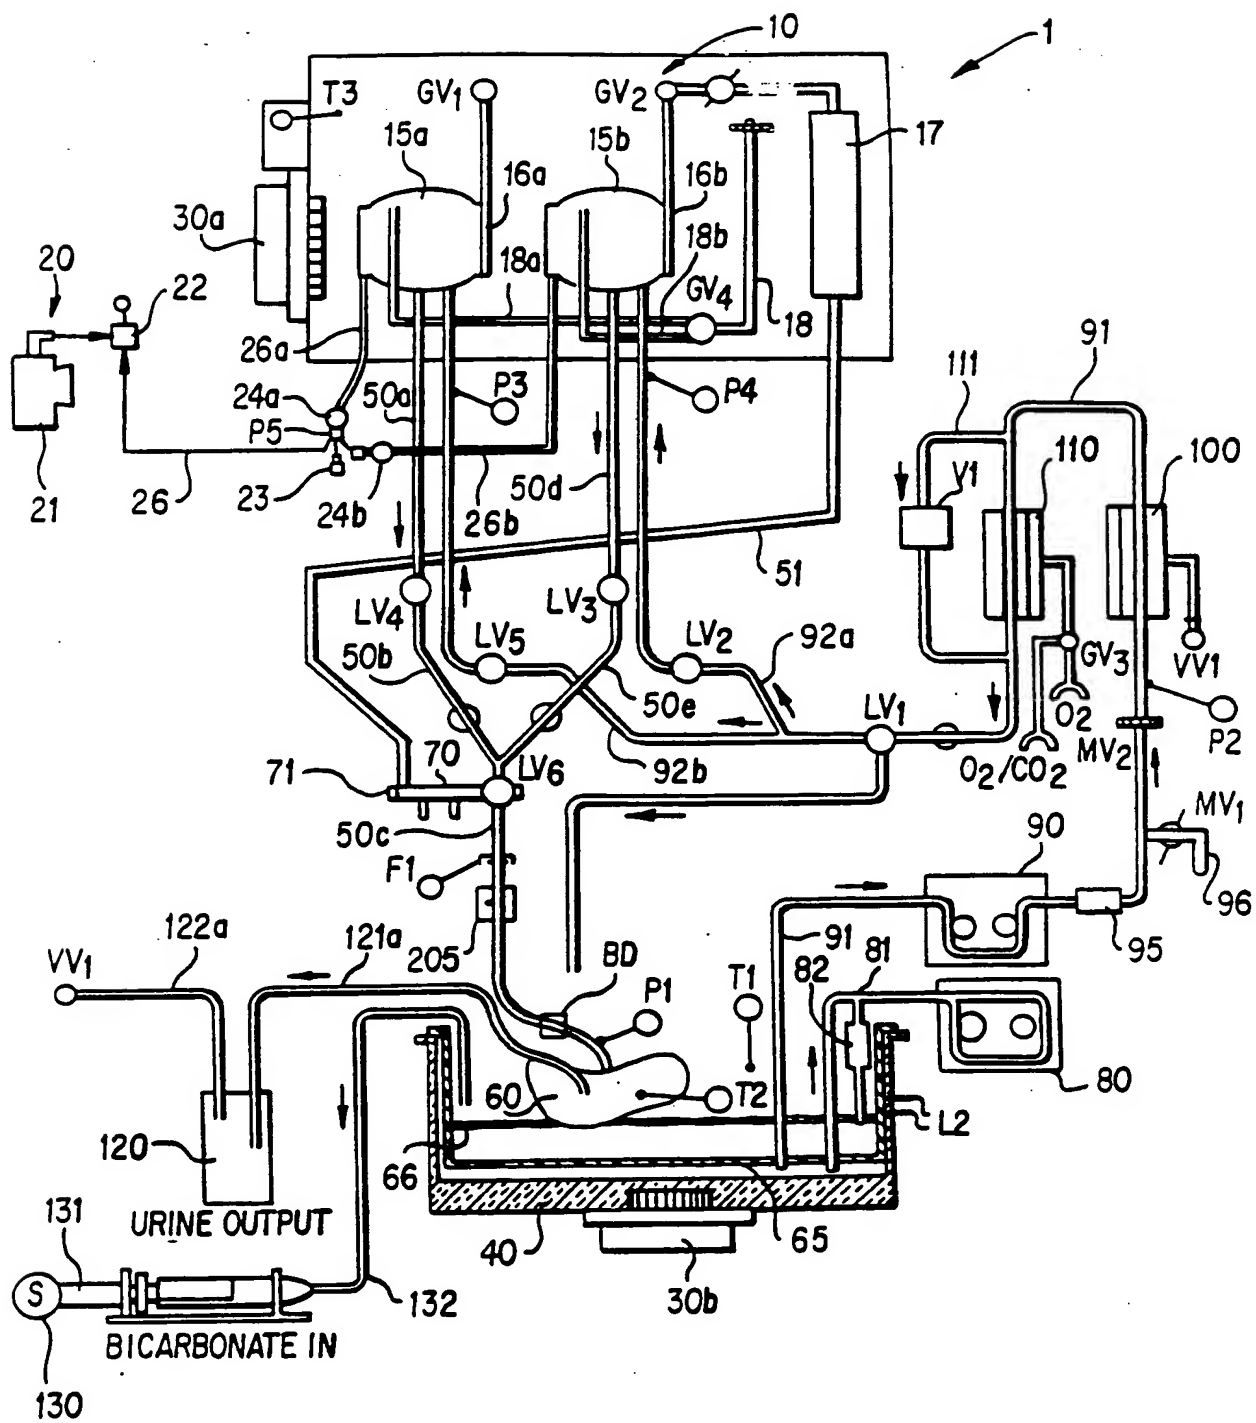 10
1
T3
GV1
GV2
17
15a
15b
16a
16b
30a
18a
18b
GV4
20
22
18
26a
91
24a
50a
P3
P4
111
P5
110
100
V1
21
26
23
24b
26b
50d
51
LV4
LV3
LV5
LV2
92a
GV3
VV1
50b
50e
LV1
O2
P2
70
71
LV6
92b
O2/CO2
MV2
50c
MV1
F1
90
96
122a
121a
205
BD
91
95
VV1
P1
T1
82
81
60
T2
80
L2
120
66
URINE OUTPUT
40
65
131
30b
S
132
BICARBONATE IN
130